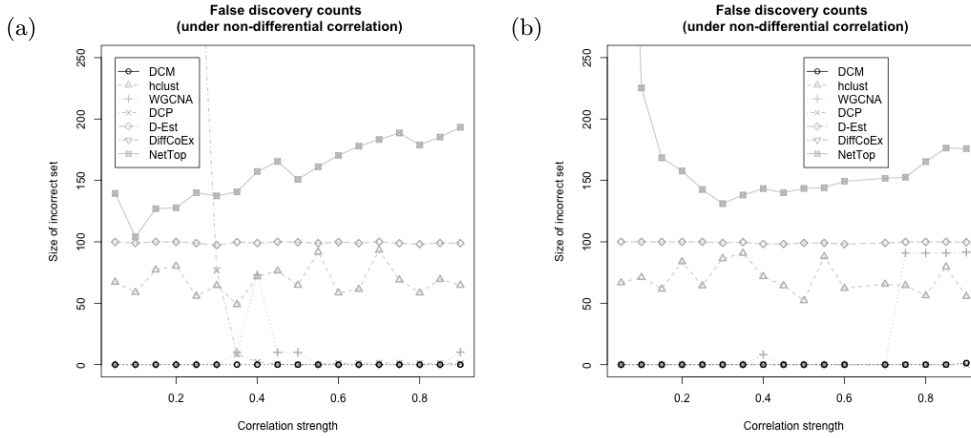 (a)
False discovery counts
(under non-differential correlation)
Size of incorrect set
250
200
150
100
50
0
DCM
hclust
WGCNA
DCP
D-Est
DiffCoEx
NetTop
0.2
0.4
0.6
0.8
Correlation strength
(b)
False discovery counts
(under non-differential correlation)
Size of incorrect set
250
200
150
100
50
0
DCM
hclust
WGCNA
DCP
D-Est
DiffCoEx
NetTop
0.2
0.4
0.6
0.8
Correlation strength